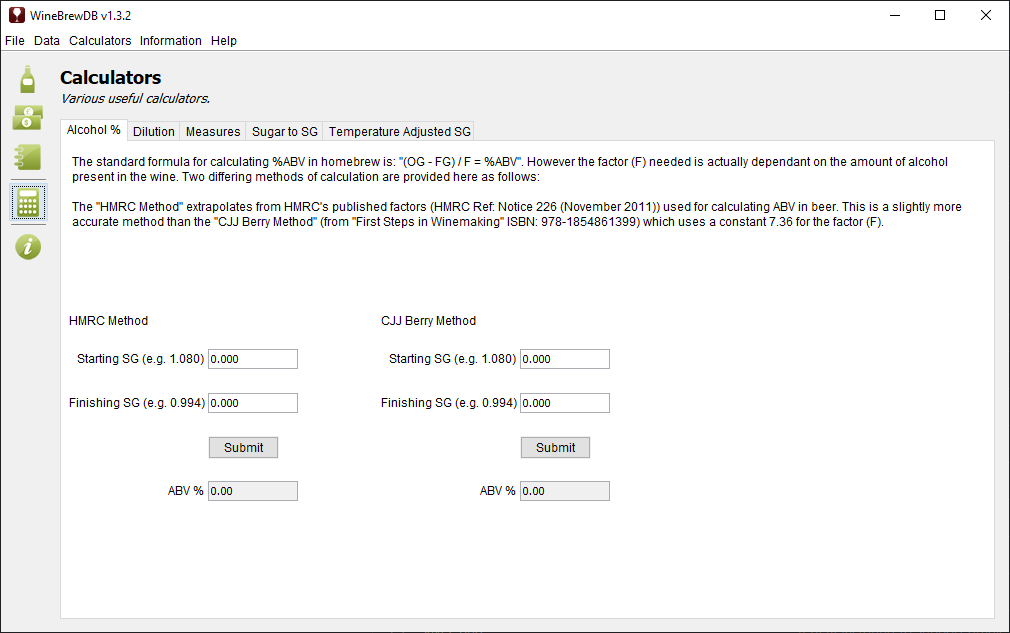 WineBrewDB v1.3.2
File Data Calculators Information Help
Calculators
Various useful calculators.
Alcohol % Dilution Measures Sugar to SG Temperature Adjusted SG
The standard formula for calculating %ABV in homebrew is: "(OG - FG) / F = %ABV". However the factor (F) needed is actually dependant on the amount of alcohol
present in the wine. Two differing methods of calculation are provided here as follows:
The "HMRC Method" extrapolates from HMRC's published factors (HMRC Ref: Notice 226 (November 2011)) used for calculating ABV in beer. This is a slightly more
accurate method than the "CJJ Berry Method" (from "First Steps in Winemaking" ISBN: 978-1854861399) which uses a constant 7.36 for the factor (F).
HMRC Method CJJ Berry Method
Starting SG (e.g. 1.080) 0.000 Starting SG (e.g. 1.080) 0.000
Finishing SG (e.g. 0.994) 0.000 Finishing SG (e.g. 0.994) 0.000
Submit Submit
ABV % 0.00 ABV % 0.00